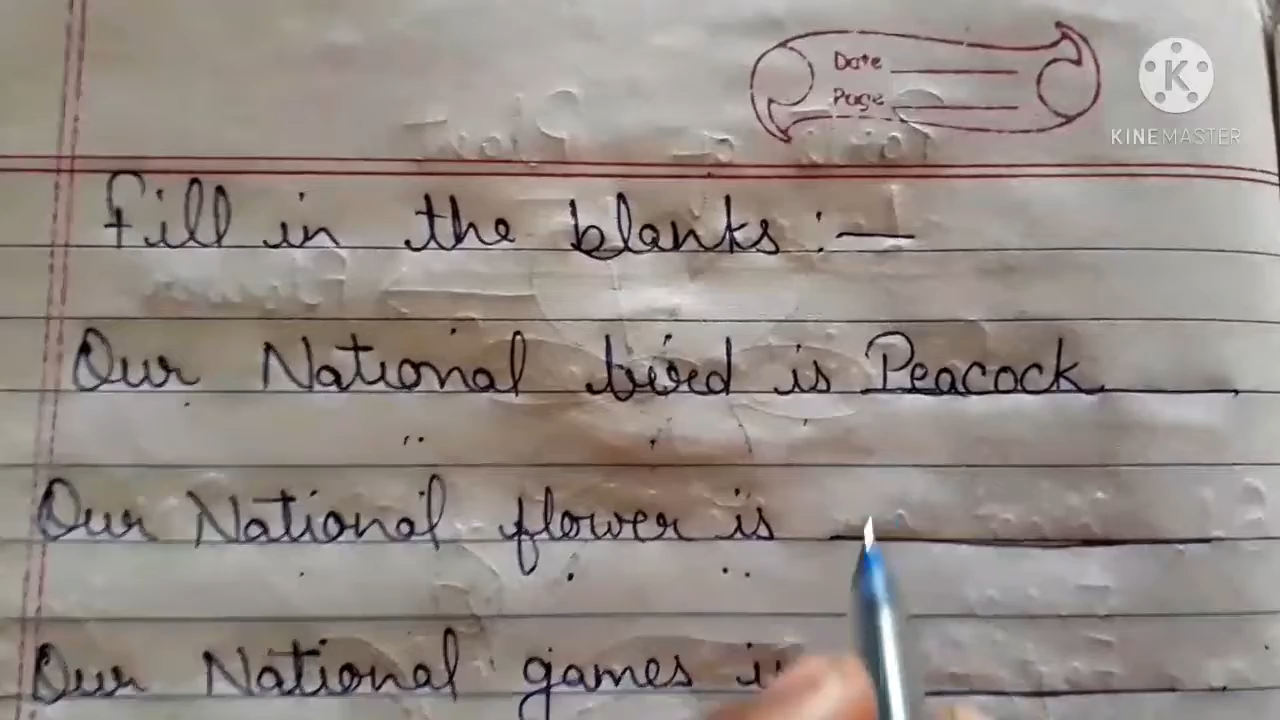 Date
Page
KINEMASTER
Fill in the blanks :—
Our National bird is Peacock
Our National flower is
Our National games is